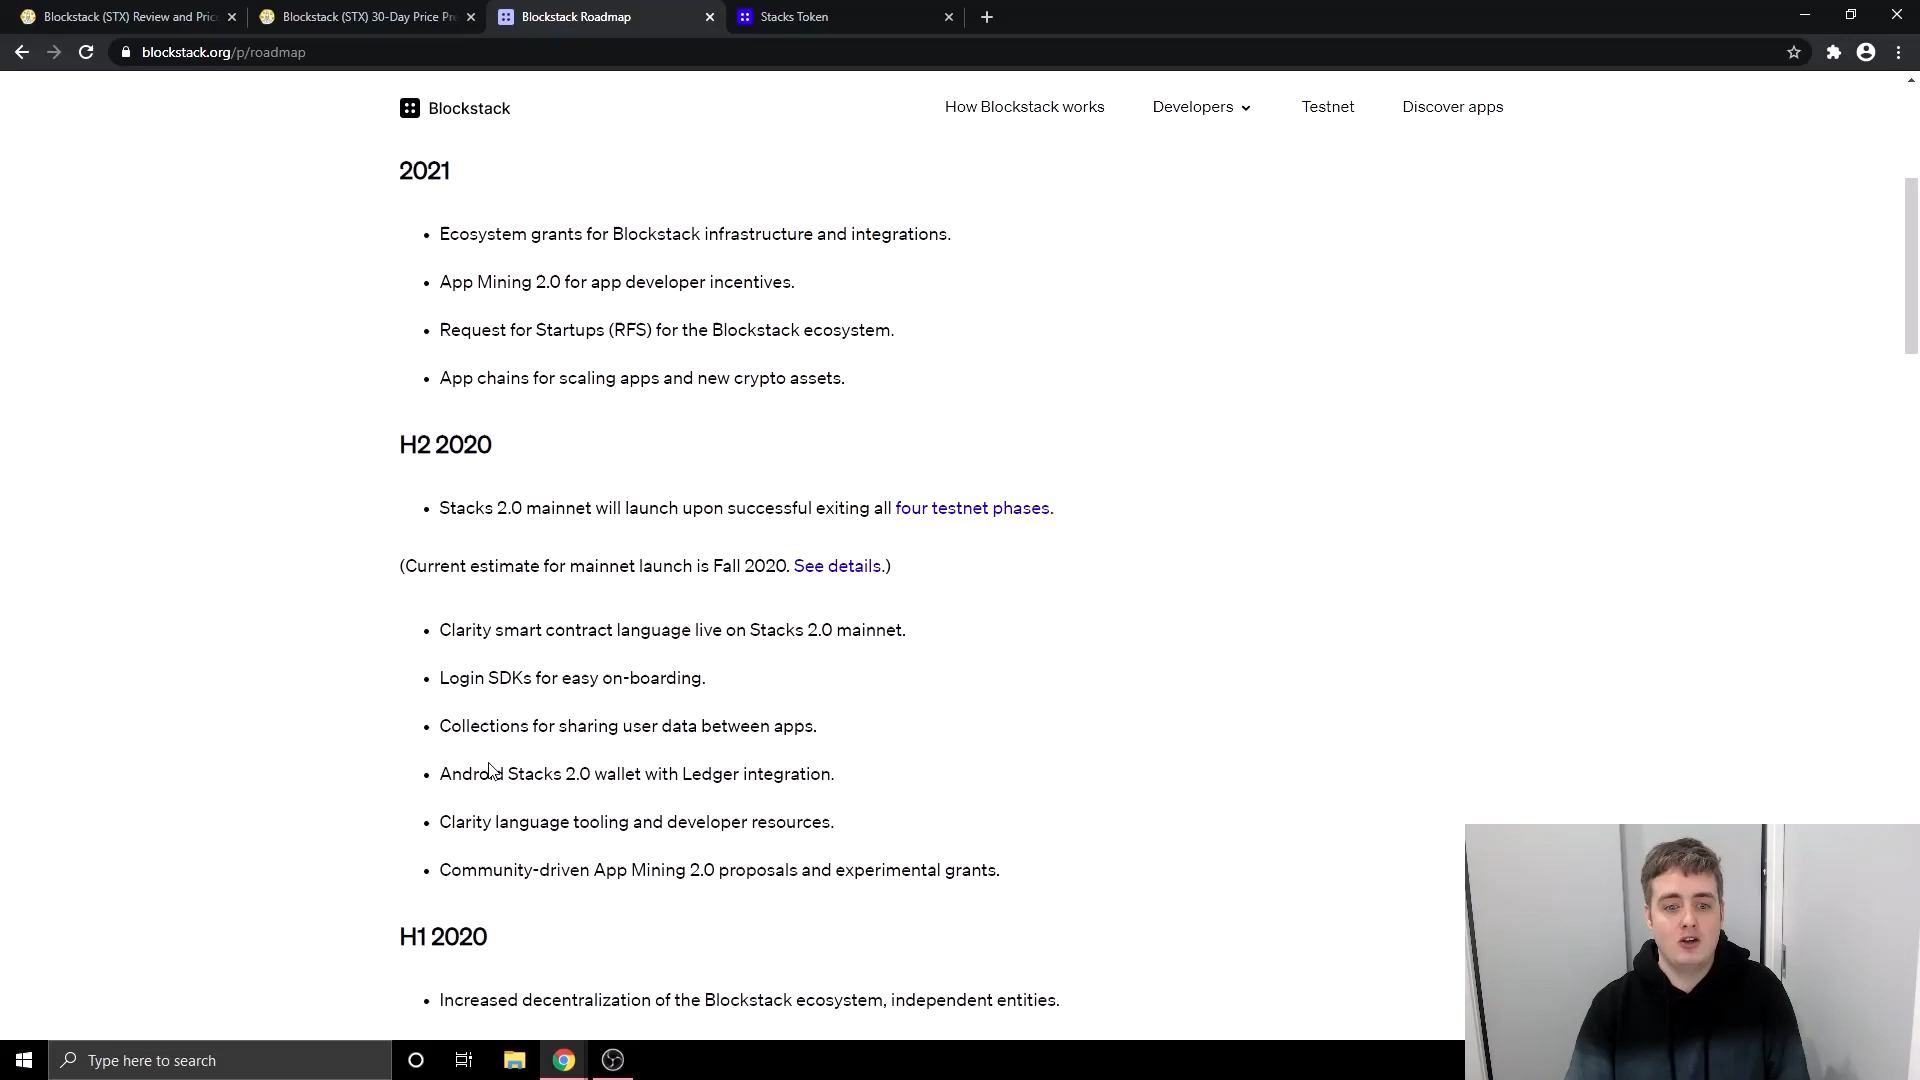 Blockstack (STX) Review and Pric
Blockstack (STX) 30-Day Price Pre
Blockstack Roadmap
Stacks Token
blockstack.org/p/roadmap
Blockstack
How Blockstack works
Developers
Testnet
Discover apps
2021
• Ecosystem grants for Blockstack infrastructure and integrations.
• App Mining 2.0 for app developer incentives.
• Request for Startups (RFS) for the Blockstack ecosystem.
• App chains for scaling apps and new crypto assets.
H2 2020
• Stacks 2.0 mainnet will launch upon successful exiting all four testnet phases.
(Current estimate for mainnet launch is Fall 2020. See details.)
• Clarity smart contract language live on Stacks 2.0 mainnet.
• Login SDKs for easy on-boarding.
• Collections for sharing user data between apps.
• Android Stacks 2.0 wallet with Ledger integration.
• Clarity language tooling and developer resources.
• Community-driven App Mining 2.0 proposals and experimental grants.
H1 2020
• Increased decentralization of the Blockstack ecosystem, independent entities.
Type here to search